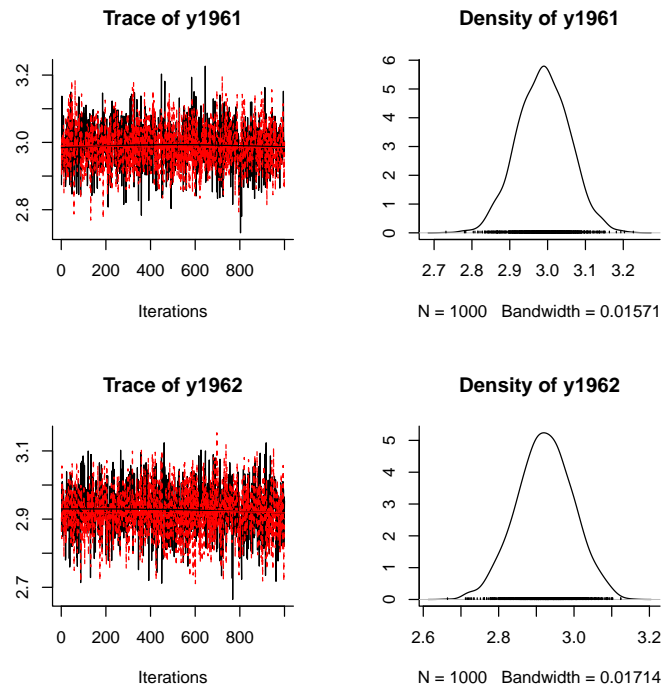 Trace of y1961
2.8 3.0 3.2
0 200 400 600 800
Iterations
Density of y1961
0 1 2 3 4 5 6
2.7 2.8 2.9 3.0 3.1 3.2
N = 1000 Bandwidth = 0.01571
Trace of y1962
2.7 2.9 3.1
0 200 400 600 800
Iterations
Density of y1962
0 1 2 3 4 5
2.6 2.8 3.0 3.2
N = 1000 Bandwidth = 0.01714